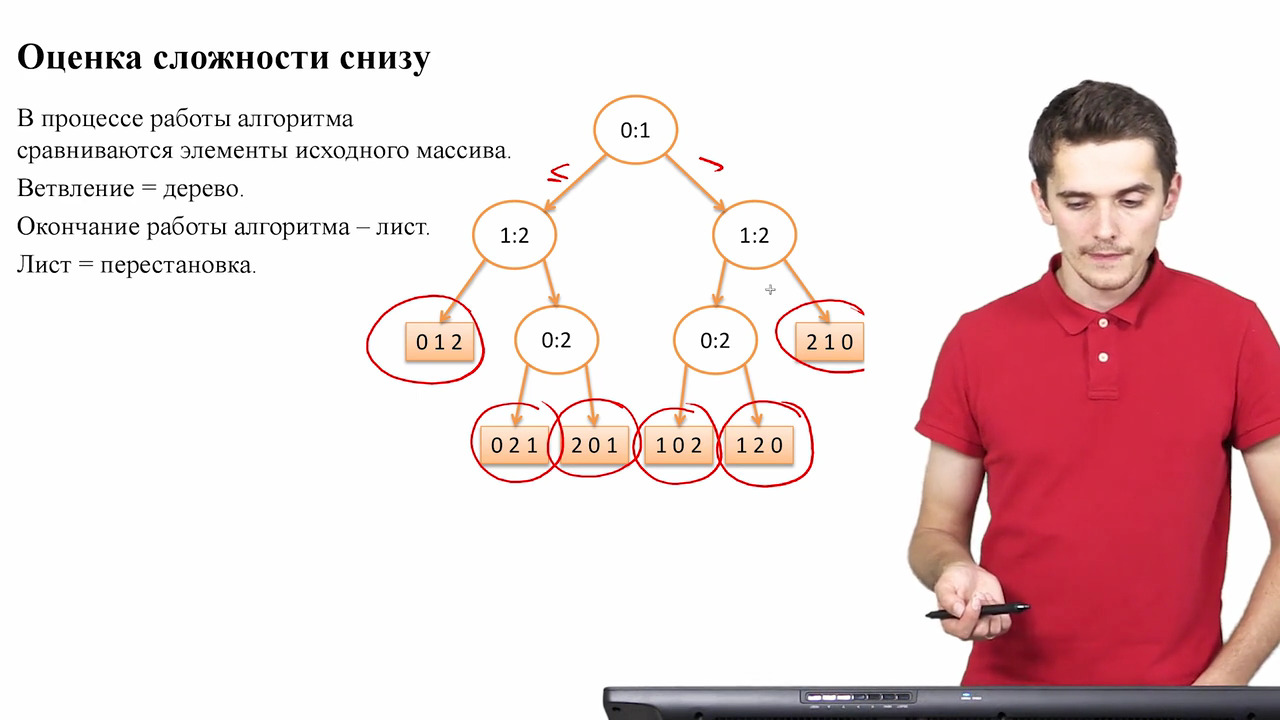 Оценка сложности снизу
В процессе работы алгоритма
сравниваются элементы исходного массива.
Ветвление = дерево.
Окончание работы алгоритма – лист.
Лист = перестановка.
0:1
≤ >
1:2 1:2
0 1 2 0:2 0:2 2 1 0
0 2 1 2 0 1 1 0 2 1 2 0